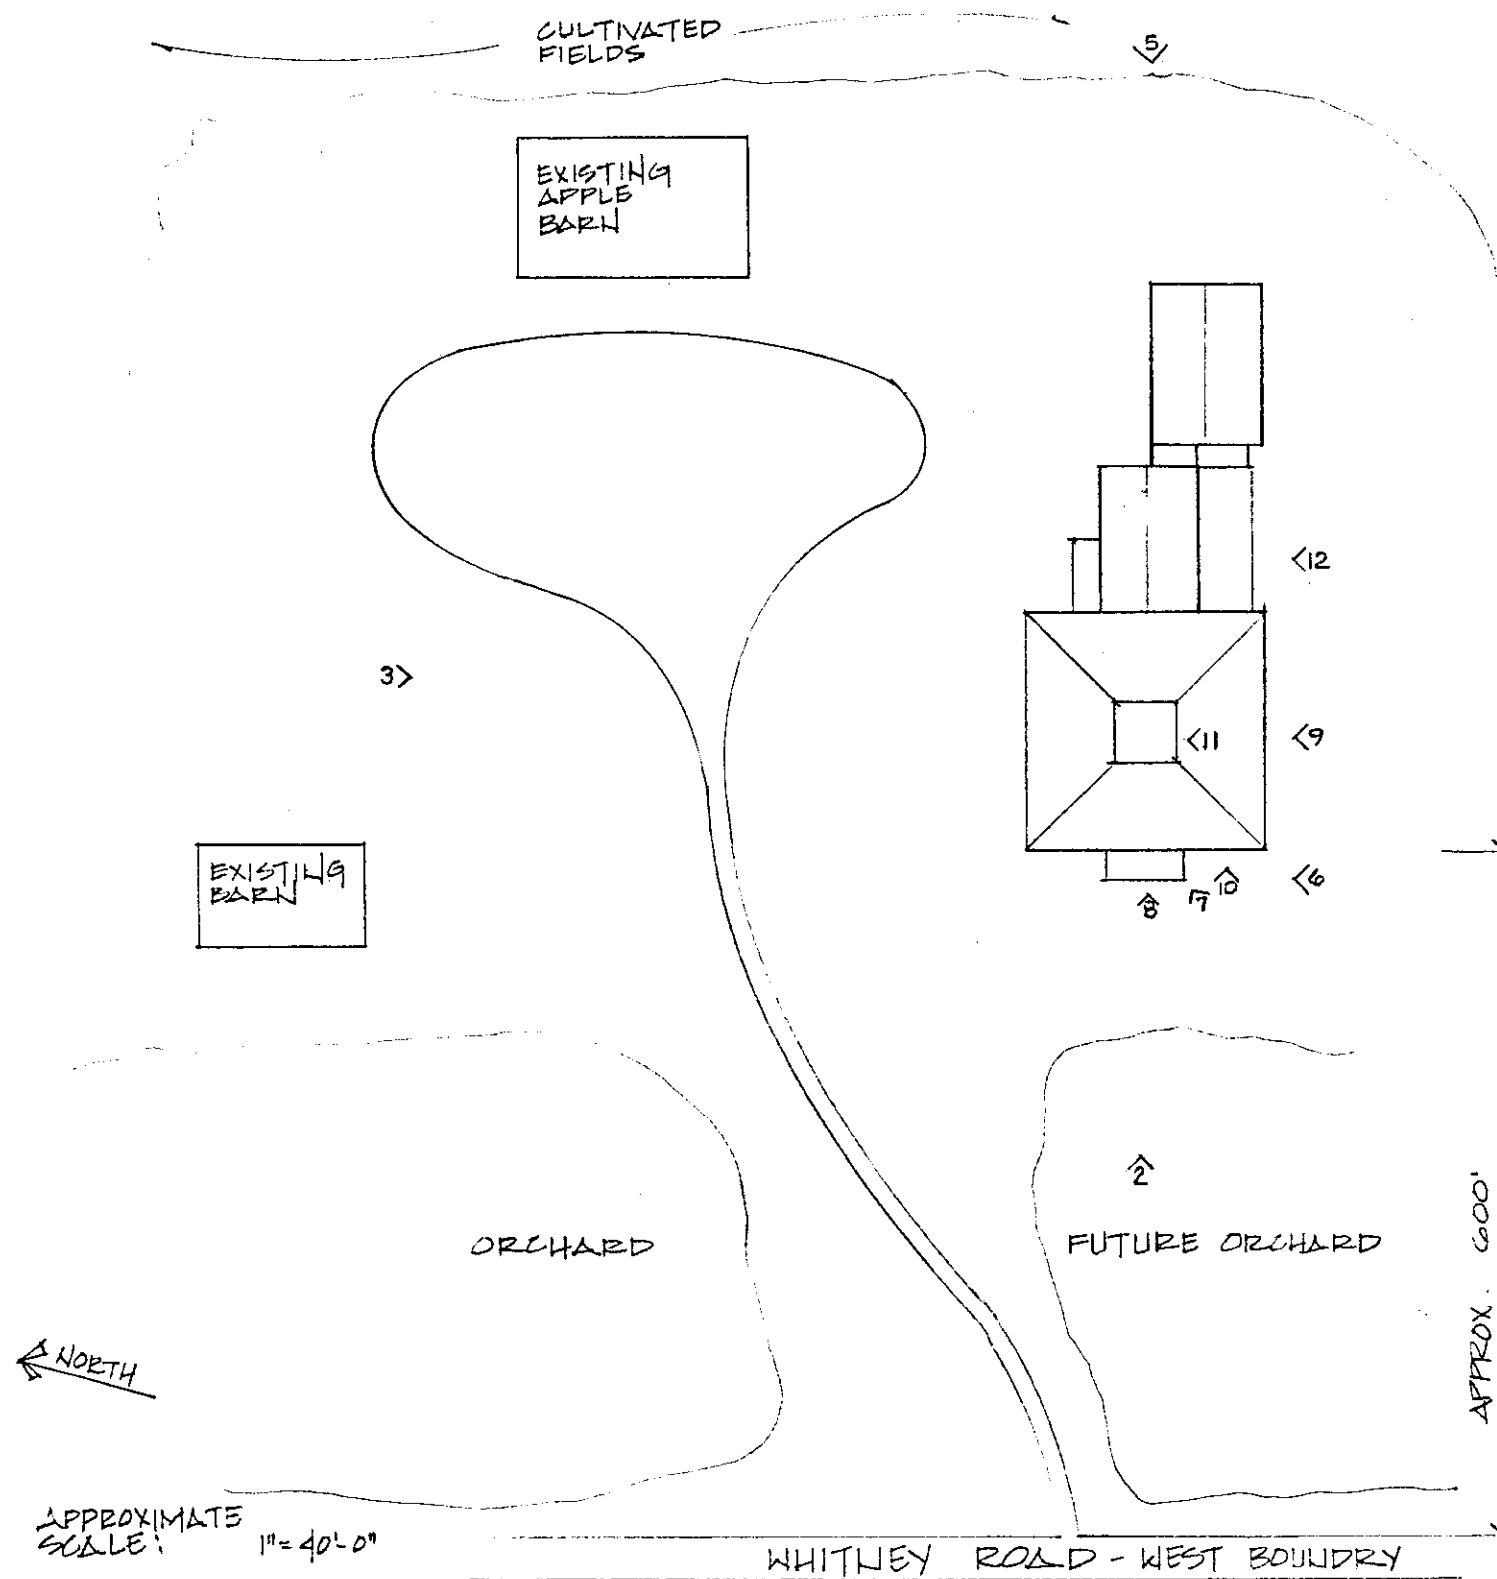 CULTIVATED
FIELDS
5
EXISTING
APPLE
BARN
12
3
11
9
EXISTING
BARN
6
8
7
10
2
ORCHARD
FUTURE ORCHARD
APPROX. 600'
NORTH
APPROXIMATE
SCALE: 1"=40'-0"
WHITNEY ROAD - WEST BOUNDRY